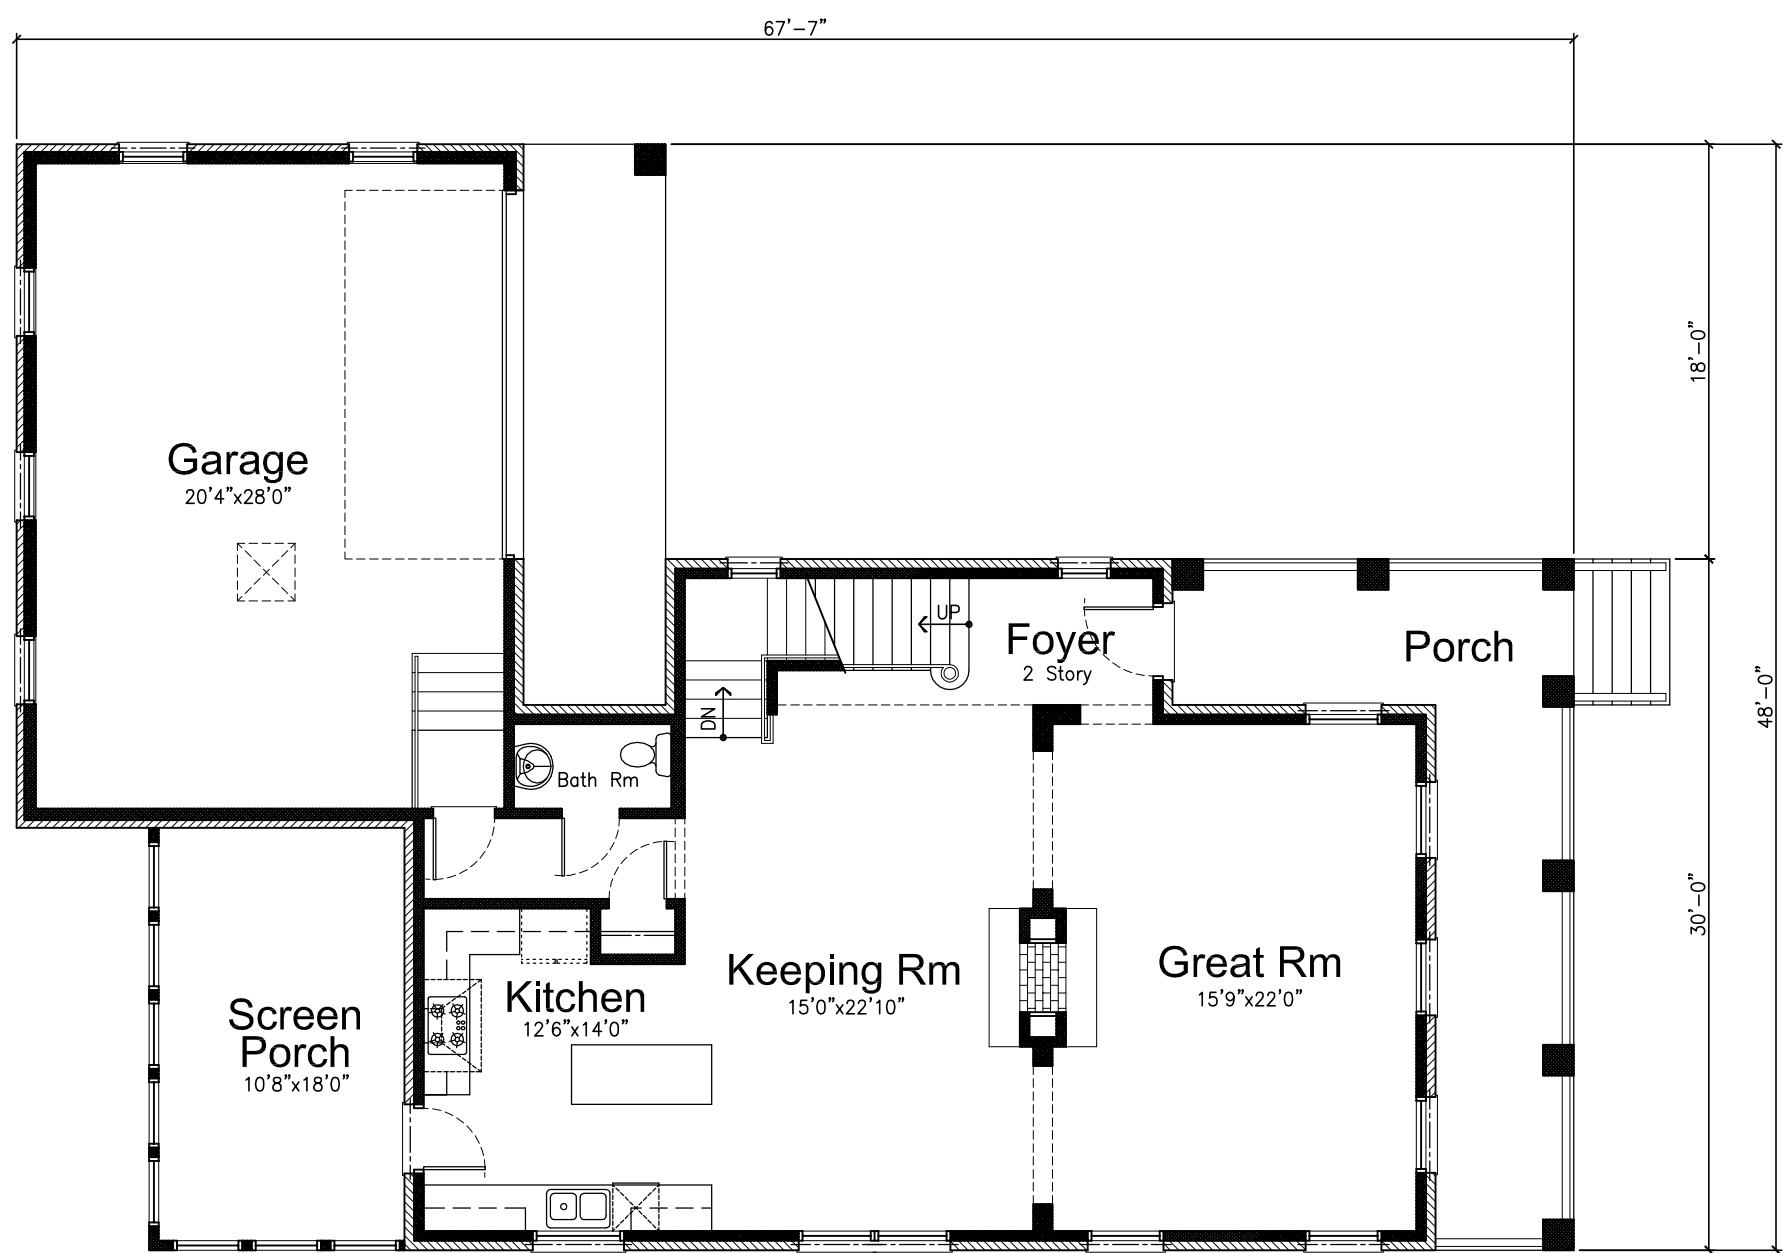 67'-7"
18'-0"
Garage
20'4"x28'0"
UP
Foyer
2 Story
Porch
48'-0"
DN
Bath Rm
30'-0"
Keeping Rm
15'0"x22'10"
Great Rm
15'9"x22'0"
Kitchen
12'6"x14'0"
Screen
Porch
10'8"x18'0"